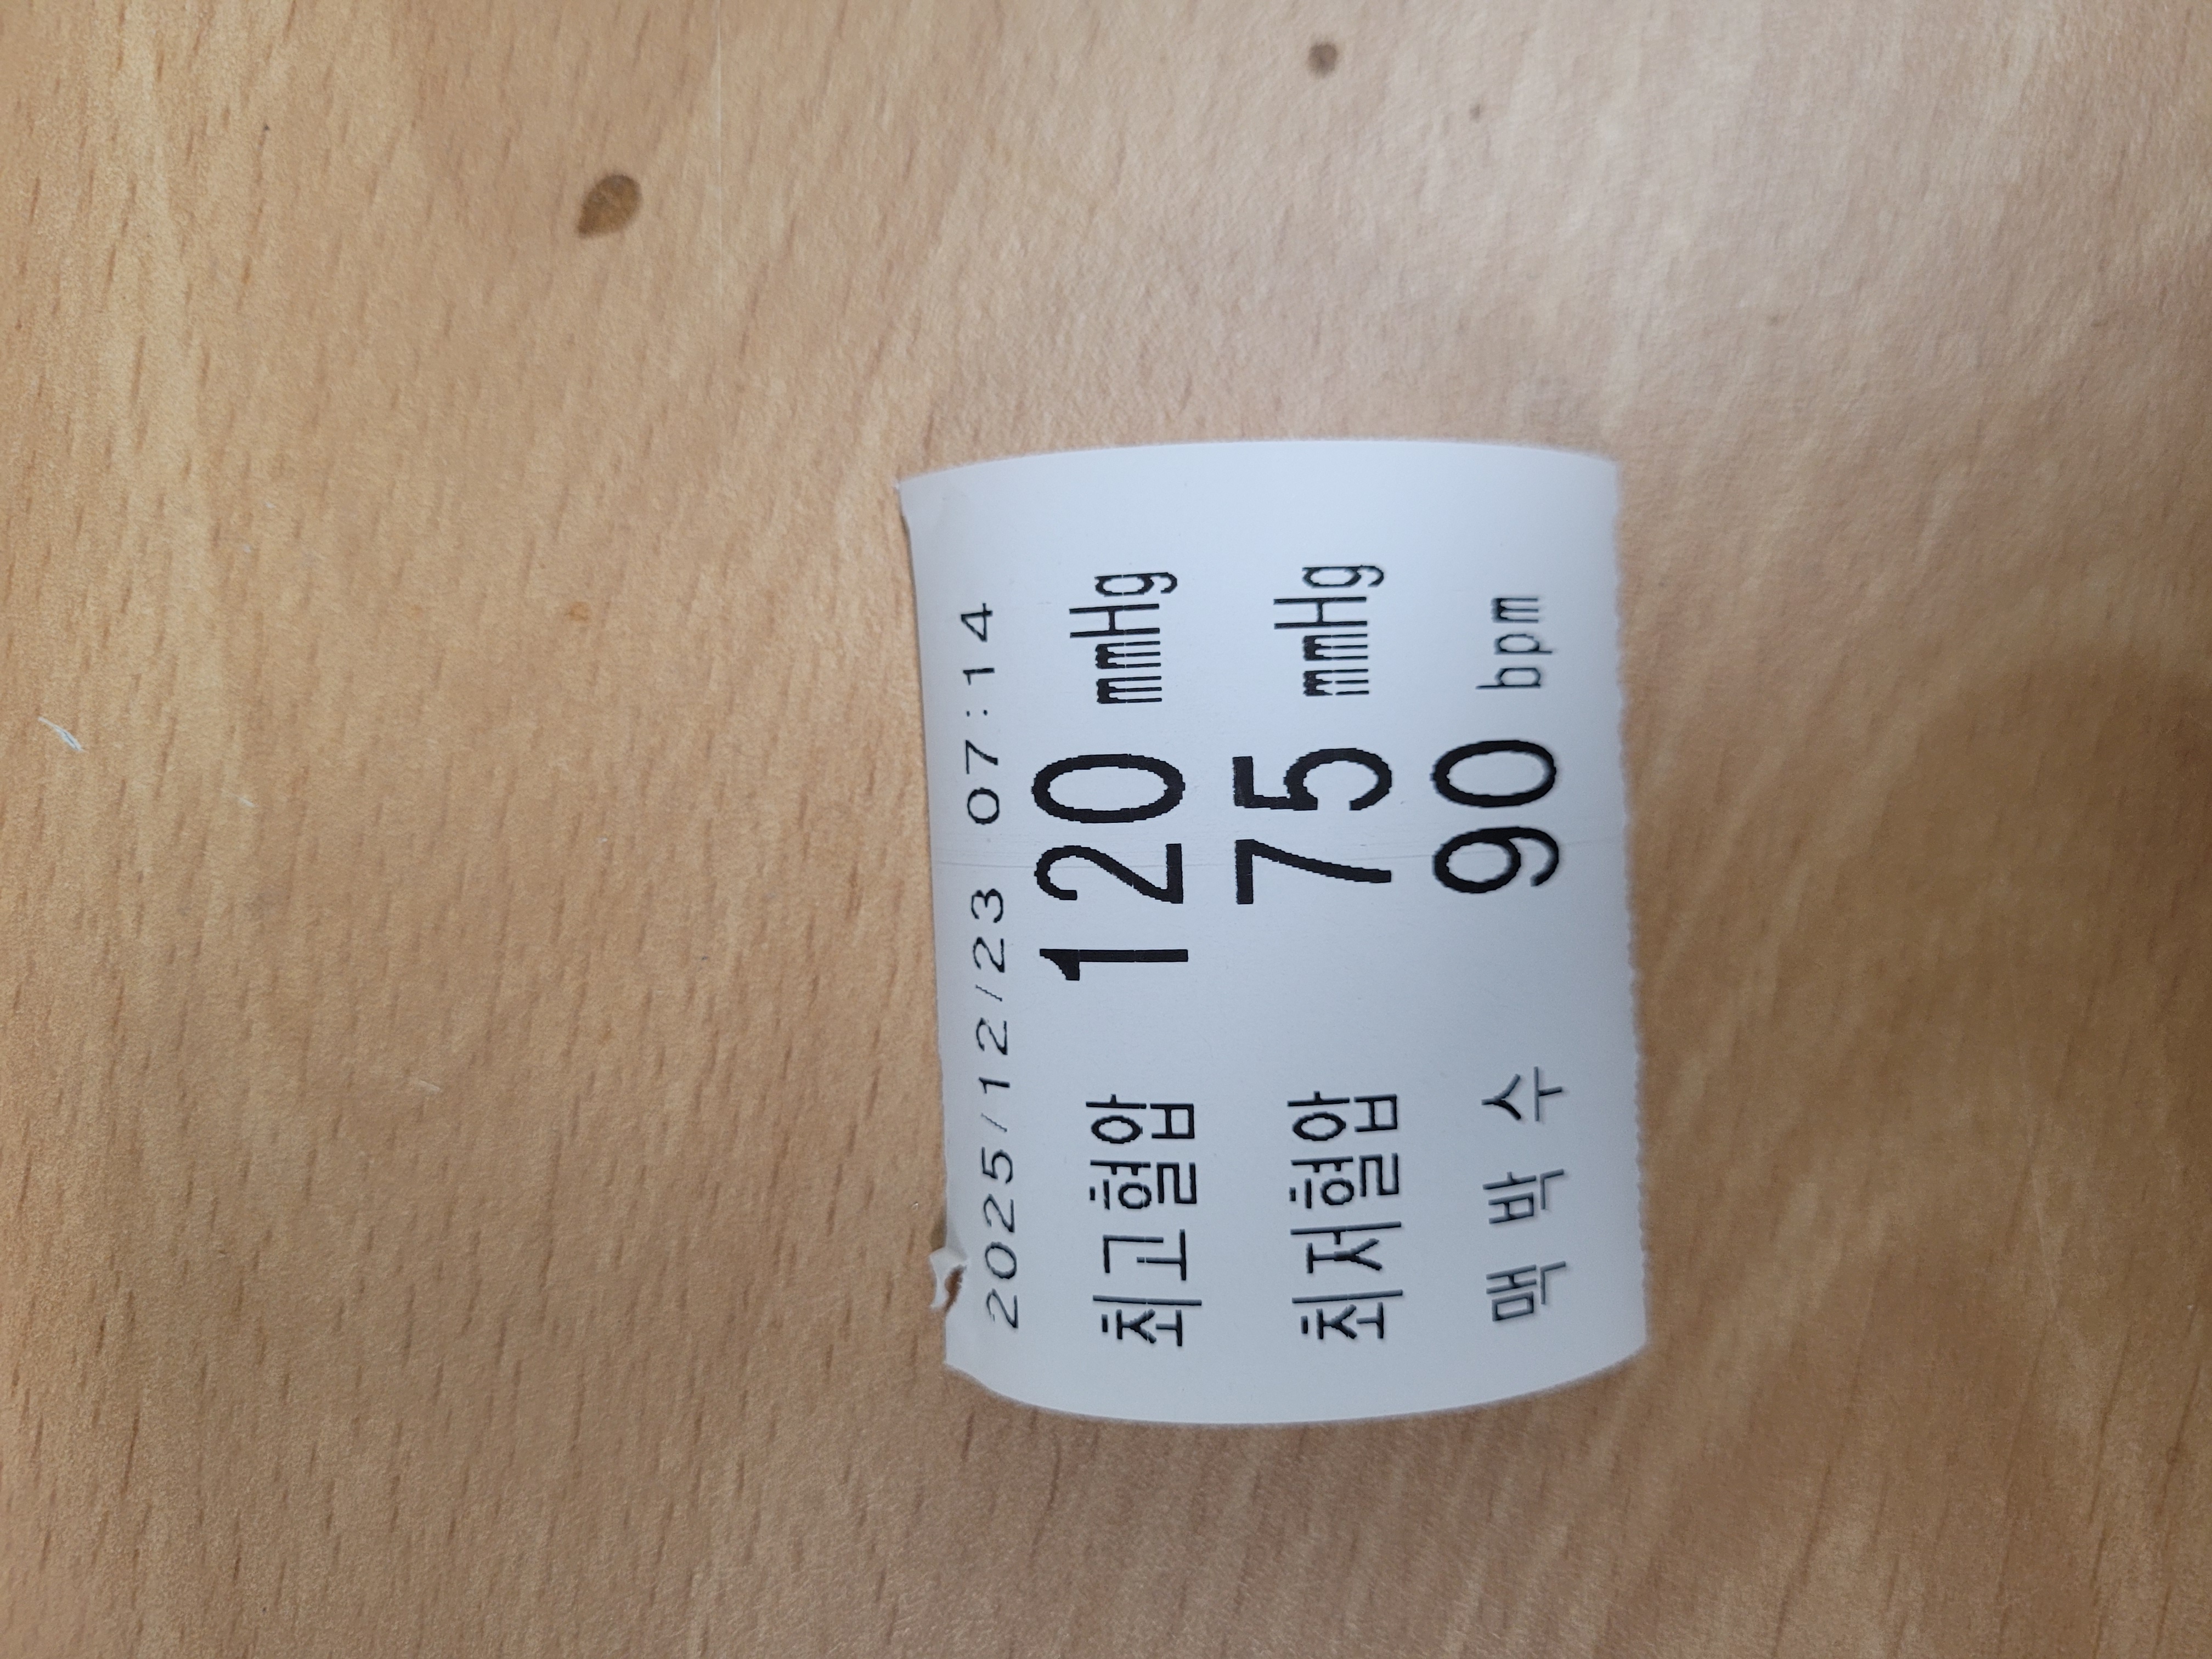 2025/12/23 07:14
최고혈압 120 mmHg
최저혈압 75 mmHg
맥 박 수 90 bpm